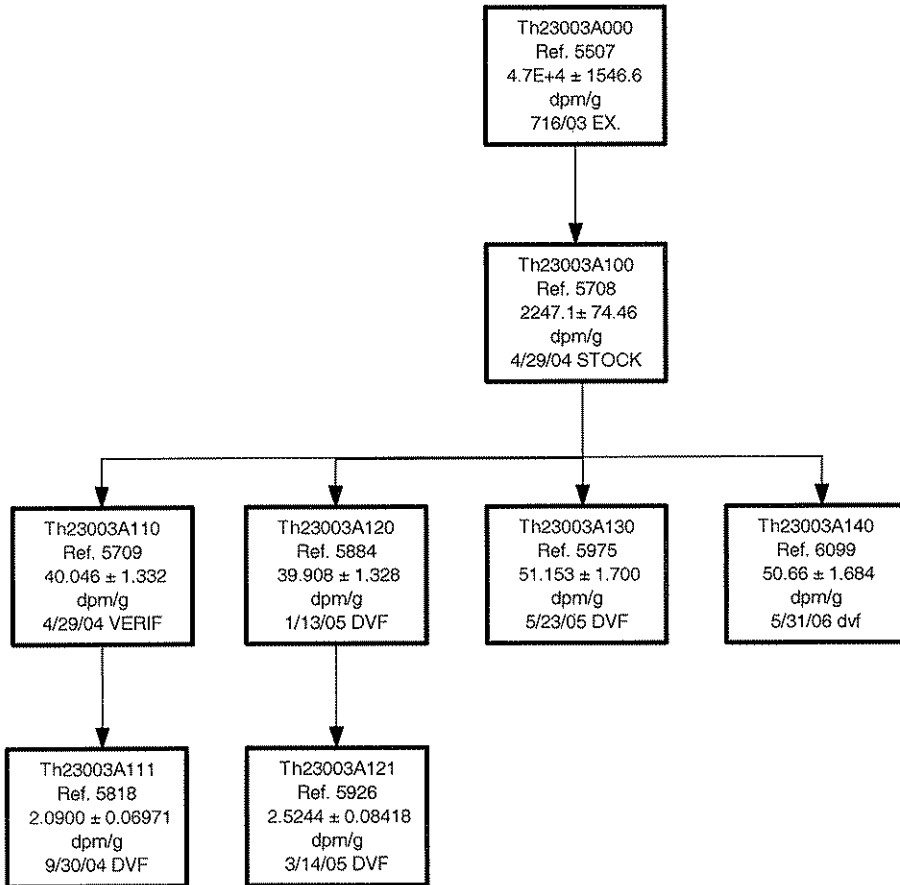 Th23003A000
Ref. 5507
4.7E+4 ± 1546.6
dpm/g
716/03 EX.
Th23003A100
Ref. 5708
2247.1± 74.46
dpm/g
4/29/04 STOCK
Th23003A110
Ref. 5709
40.046 ± 1.332
dpm/g
4/29/04 VERIF
Th23003A120
Ref. 5884
39.908 ± 1.328
dpm/g
1/13/05 DVF
Th23003A130
Ref. 5975
51.153 ± 1.700
dpm/g
5/23/05 DVF
Th23003A140
Ref. 6099
50.66 ± 1.684
dpm/g
5/31/06 dvf
Th23003A111
Ref. 5818
2.0900 ± 0.06971
dpm/g
9/30/04 DVF
Th23003A121
Ref. 5926
2.5244 ± 0.08418
dpm/g
3/14/05 DVF